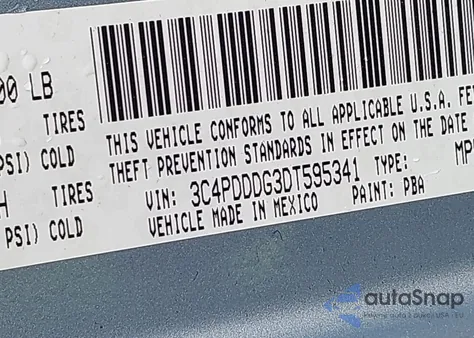 00 LB
TIRES
PSI) COLD
H TIRES
PSI) COLD
THIS VEHICLE CONFORMS TO ALL APPLICABLE U.S.A. FE
THEFT PREVENTION STANDARDS IN EFFECT ON THE DATE
VIN: 3C4PDDDG3DT595341 TYPE: MP
VEHICLE MADE IN MEXICO PAINT: PBA
autaSnap